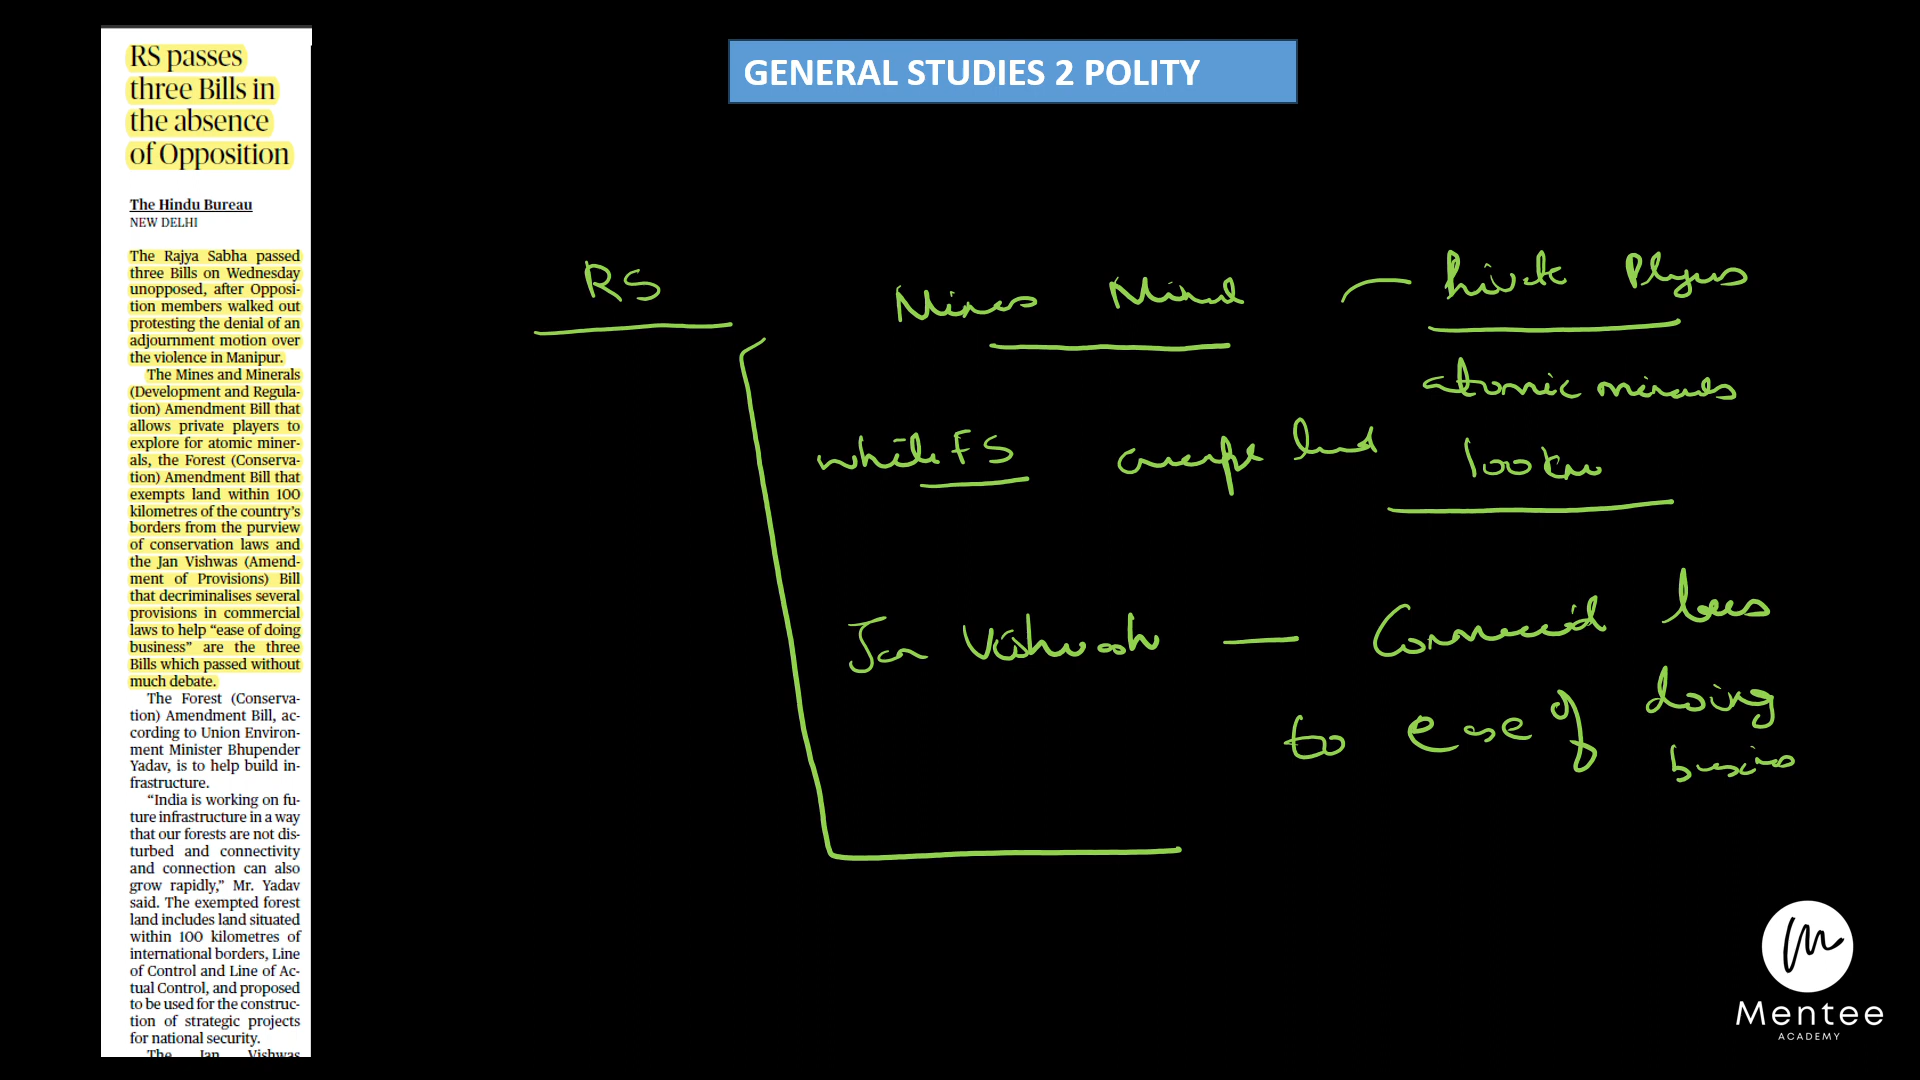 RS passes
three Bills in
the absence
of Opposition
The Hindu Bureau
NEW DELHI
The Rajya Sabha passed
three Bills on Wednesday
unopposed, after Opposi-
tion members walked out
protesting the denial of an
adjournment motion over
the violence in Manipur.
The Mines and Minerals
(Development and Regula-
tion) Amendment Bill that
allows private players to
explore for atomic miner-
als, the Forest (Conserva-
tion) Amendment Bill that
exempts land within 100
kilometres of the country's
borders from the purview
of conservation laws and
the Jan Vishwas (Amend-
ment of Provisions) Bill
that decriminalises several
provisions in commercial
laws to help "ease of doing
business" are the three
Bills which passed without
much debate.
The Forest (Conserva-
tion) Amendment Bill, ac-
cording to Union Environ-
ment Minister Bhupender
Yadav, is to help build in-
frastructure.
"India is working on fu-
ture infrastructure in a way
that our forests are not dis-
turbed and connectivity
and connection can also
grow rapidly," Mr. Yadav
said. The exempted forest
land includes land situated
within 100 kilometres of
international borders, Line
of Control and Line of Ac-
tual Control, and proposed
to be used for the construc-
tion of strategic projects
for national security.
The Jan Vishwas
GENERAL STUDIES 2 POLITY
RS
Mines Private Players
atomic minerals
while FS land 100 km
Jan Vishwash — Commercial laws
to ease of doing
business
Mentee
ACADEMY